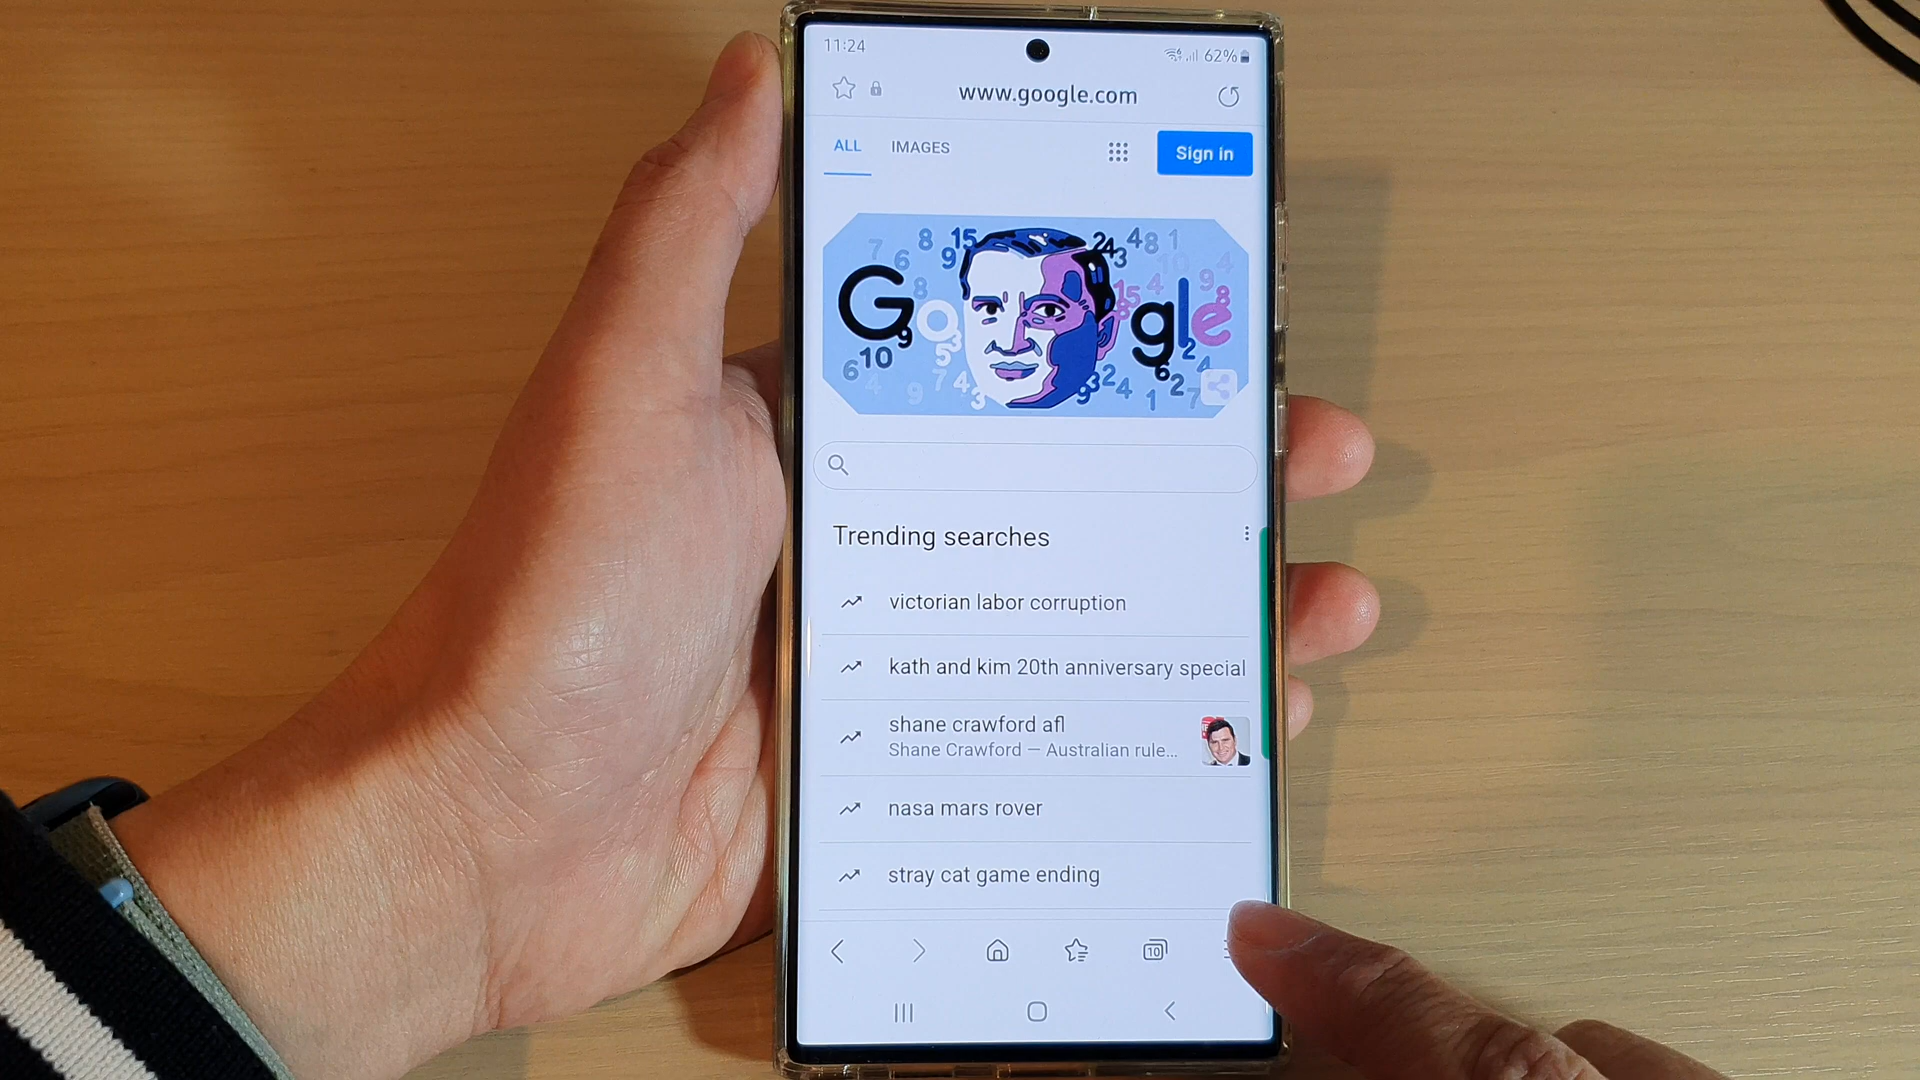 11:24 62%
www.google.com
ALL IMAGES Sign in
Google
Trending searches
victorian labor corruption
kath and kim 20th anniversary special
shane crawford afl
Shane Crawford — Australian rule...
nasa mars rover
stray cat game ending
10